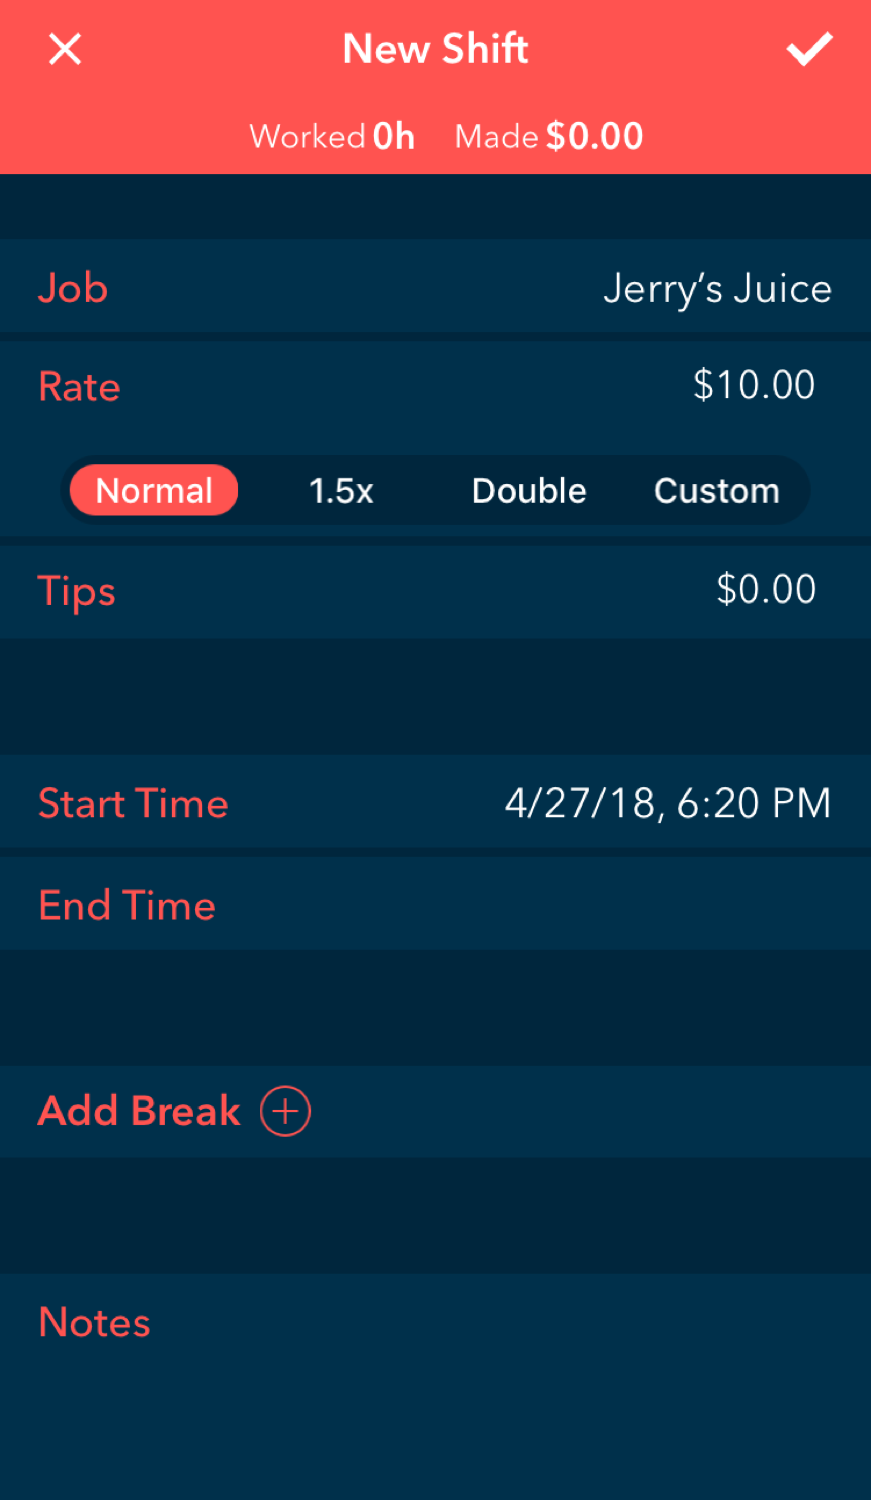 New Shift
Worked 0h Made $0.00
Job Jerry’s Juice
Rate $10.00
Normal 1.5x Double Custom
Tips $0.00
Start Time 4/27/18, 6:20 PM
End Time
Add Break
Notes